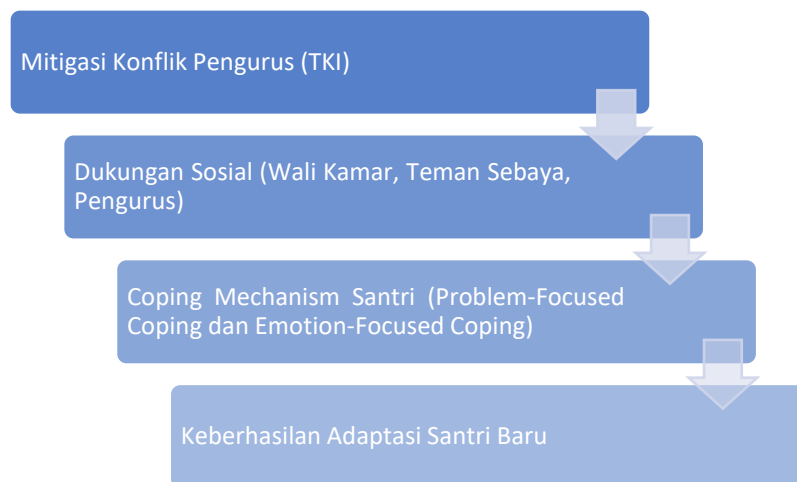 Mitigasi Konflik Pengurus (TKI)
Dukungan Sosial (Wali Kamar, Teman Sebaya,
Pengurus)
Coping Mechanism Santri (Problem-Focused
Coping dan Emotion-Focused Coping)
Keberhasilan Adaptasi Santri Baru